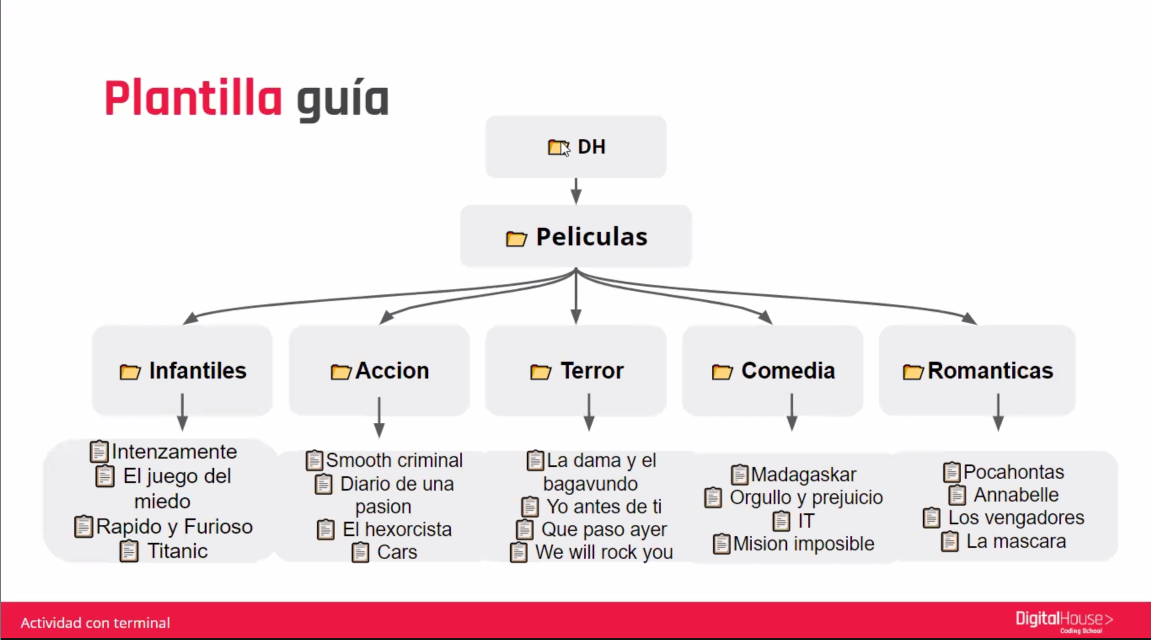 Plantilla guía
DH
Peliculas
Infantiles
Accion
Terror
Comedia
Romanticas
Intenzamente
El juego del
miedo
Rapido y Furioso
Titanic
Smooth criminal
Diario de una
pasion
El hexorcista
Cars
La dama y el
bagavundo
Yo antes de ti
Que paso ayer
We will rock you
Madagaskar
Orgullo y prejuicio
IT
Mision imposible
Pocahontas
Annabelle
Los vengadores
La mascara
Actividad con terminal
DigitalHouse>
Coding School